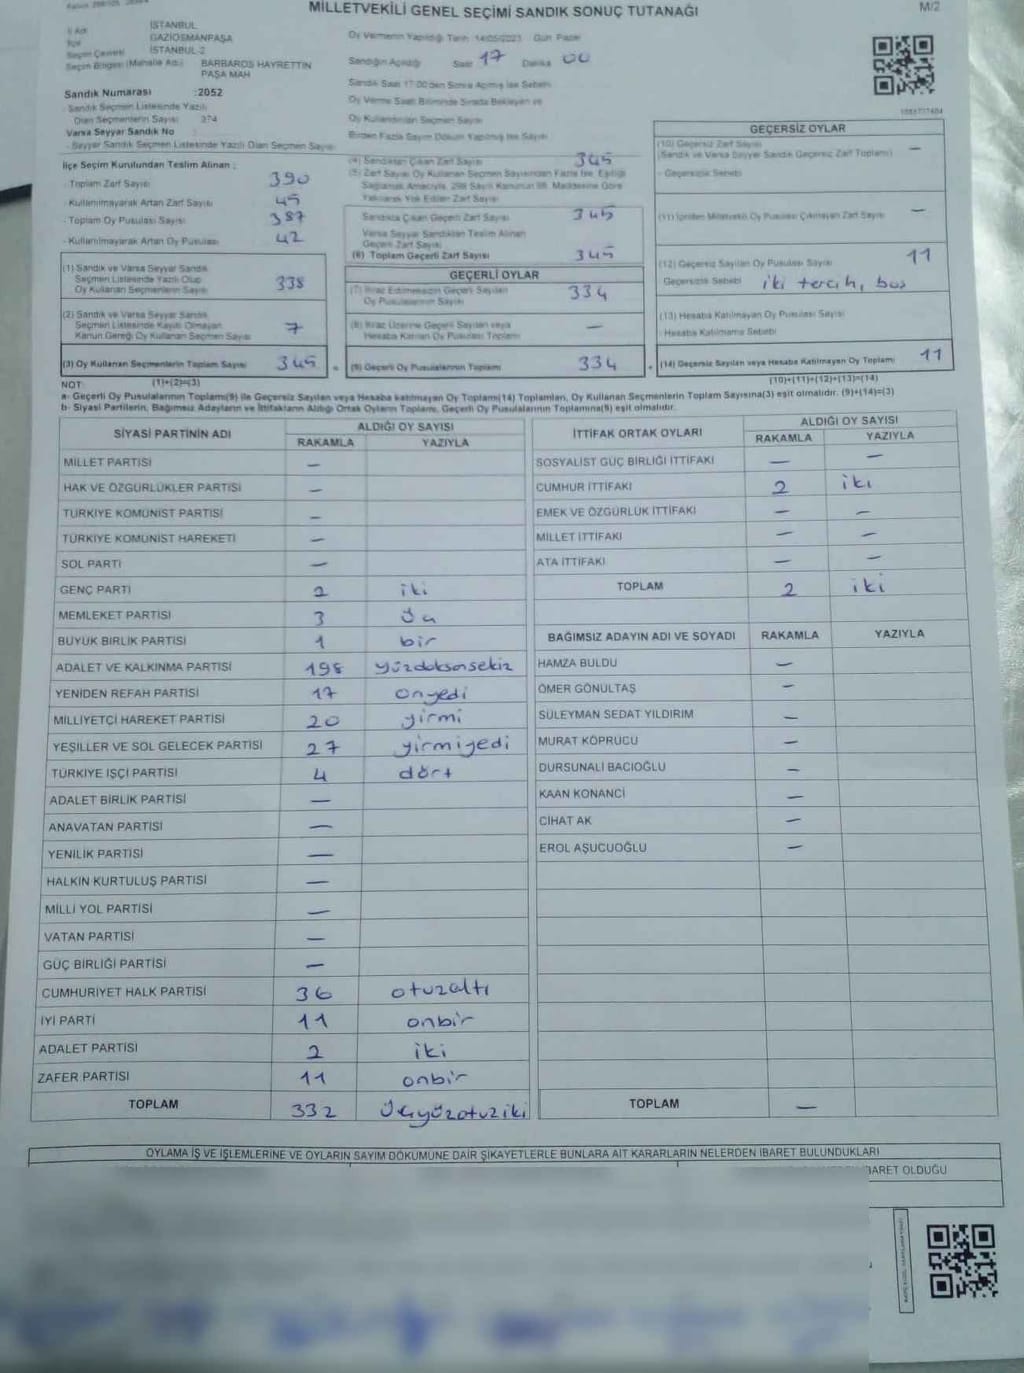 MİLLETVEKİLİ GENEL SEÇİMİ SANDIK SONUÇ TUTANAĞI
M/2
İl Adı İSTANBUL
İlçe GAZİOSMANPAŞA
Seçim Çevresi İSTANBUL-2
Seçim Bölgesi (Mahalle Adı) BARBAROS HAYRETTİN PAŞA MAH
Sandık Numarası :2052
- Sandık Seçmen Listesinde Yazılı Olan Seçmenlerin Sayısı 374
Varsa Seyyar Sandık No
- Seyyar Sandık Seçmen Listesinde Yazılı Olan Seçmen Sayısı
Oy Vermenin Yapıldığı Tarih 14/05/2023 Gün Pazar
Sandığın Açıldığı Saat 17 Dakika 00
Sandık Saat 17:00'den Sonra Açılmış İse Sebebi
Oy Verme Saati Bitiminde Sırada Bekleyen ve
Oy Kullandırılan Seçmen Sayısı
Birden Fazla Sayım Döküm Yapılmış İse Sayısı
İlçe Seçim Kurulundan Teslim Alınan ;
- Toplam Zarf Sayısı 390
- Kullanılmayarak Artan Zarf Sayısı 45
- Toplam Oy Pusulası Sayısı 387
- Kullanılmayarak Artan Oy Pusulası 42
(1) Sandık ve Varsa Seyyar Sandık Seçmen Listesinde Yazılı Olup Oy Kullanan Seçmenlerin Sayısı 338
(2) Sandık ve Varsa Seyyar Sandık Seçmen Listesinde Kayıtlı Olmayan Kanun Gereği Oy Kullanan Seçmen Sayısı 7
(3) Oy Kullanan Seçmenlerin Toplam Sayısı 345
(1)+(2)=(3)
(4) Sandıktan Çıkan Zarf Sayısı 345
(5) Zarf Sayısı Oy Kullanan Seçmen Sayısından Fazla İse, Eşitliği Sağlamak Amacıyla, 298 Sayılı Kanunun 98. Maddesine Göre Yakılarak Yok Edilen Zarf Sayısı
Sandıkta Çıkan Geçerli Zarf Sayısı 345
Varsa Seyyar Sandıktan Teslim Alınan Geçerli Zarf Sayısı
(6) Toplam Geçerli Zarf Sayısı 345
GEÇERLİ OYLAR
(7) İtiraz Edilmeksizin Geçerli Sayılan Oy Pusulalarının Sayısı 334
(8) İtiraz Üzerine Geçerli Sayılan veya Hesaba Katılan Oy Pusulası Toplamı —
(9) Geçerli Oy Pusulalarının Toplamı 334
GEÇERSİZ OYLAR
(10) Geçersiz Zarf Sayısı (Sandık ve Varsa Seyyar Sandık Geçersiz Zarf Toplamı) —
- Geçersizlik Sebebi
(11) İçinden Milletvekili Oy Pusulası Çıkmayan Zarf Sayısı —
(12) Geçersiz Sayılan Oy Pusulası Sayısı 11
Geçersizlik Sebebi iki tercih, boş
(13) Hesaba Katılmayan Oy Pusulası Sayısı
- Hesaba Katılmama Sebebi
(14) Geçersiz Sayılan veya Hesaba Katılmayan Oy Toplamı 11
(10)+(11)+(12)+(13)=(14)
NOT:
a- Geçerli Oy Pusulalarının Toplamı(9) ile Geçersiz Sayılan veya Hesaba katılmayan Oy Toplamı(14) Toplamları, Oy Kullanan Seçmenlerin Toplam Sayısına(3) eşit olmalıdır. (9)+(14)=(3)
b- Siyasi Partilerin, Bağımsız Adayların ve İttifakların Aldığı Ortak Oyların Toplamı, Geçerli Oy Pusulalarının Toplamına(9) eşit olmalıdır.
SİYASİ PARTİNİN ADI ALDIĞI OY SAYISI
RAKAMLA YAZIYLA
MİLLET PARTİSİ —
HAK VE ÖZGÜRLÜKLER PARTİSİ —
TÜRKİYE KOMÜNİST PARTİSİ —
TÜRKİYE KOMÜNİST HAREKETİ —
SOL PARTİ —
GENÇ PARTİ 2 iki
MEMLEKET PARTİSİ 3 üç
BÜYÜK BİRLİK PARTİSİ 1 bir
ADALET VE KALKINMA PARTİSİ 198 yüzdoksansekiz
YENİDEN REFAH PARTİSİ 17 onyedi
MİLLİYETÇİ HAREKET PARTİSİ 20 yirmi
YEŞİLLER VE SOL GELECEK PARTİSİ 27 yirmiyedi
TÜRKİYE İŞÇİ PARTİSİ 4 dört
ADALET BİRLİK PARTİSİ —
ANAVATAN PARTİSİ —
YENİLİK PARTİSİ —
HALKIN KURTULUŞ PARTİSİ —
MİLLİ YOL PARTİSİ —
VATAN PARTİSİ —
GÜÇ BİRLİĞİ PARTİSİ —
CUMHURİYET HALK PARTİSİ 36 otuzaltı
İYİ PARTİ 11 onbir
ADALET PARTİSİ 2 iki
ZAFER PARTİSİ 11 onbir
TOPLAM 332 üçyüzotuziki
İTTİFAK ORTAK OYLARI ALDIĞI OY SAYISI
RAKAMLA YAZIYLA
SOSYALİST GÜÇ BİRLİĞİ İTTİFAKI — —
CUMHUR İTTİFAKI 2 iki
EMEK VE ÖZGÜRLÜK İTTİFAKI — —
MİLLET İTTİFAKI — —
ATA İTTİFAKI — —
TOPLAM 2 iki
BAĞIMSIZ ADAYIN ADI VE SOYADI RAKAMLA YAZIYLA
HAMZA BULDU —
ÖMER GÖNÜLTAŞ —
SÜLEYMAN SEDAT YILDIRIM —
MURAT KÖPRÜCÜ —
DURSUNALİ BACIOĞLU —
KAAN KONANCİ —
CİHAT AK —
EROL AŞUCUOĞLU —
TOPLAM —
OYLAMA İŞ VE İŞLEMLERİNE VE OYLARIN SAYIM DÖKÜMÜNE DAİR ŞİKAYETLERLE BUNLARA AİT KARARLARIN NELERDEN İBARET BULUNDUKLARI
İBARET OLDUĞU